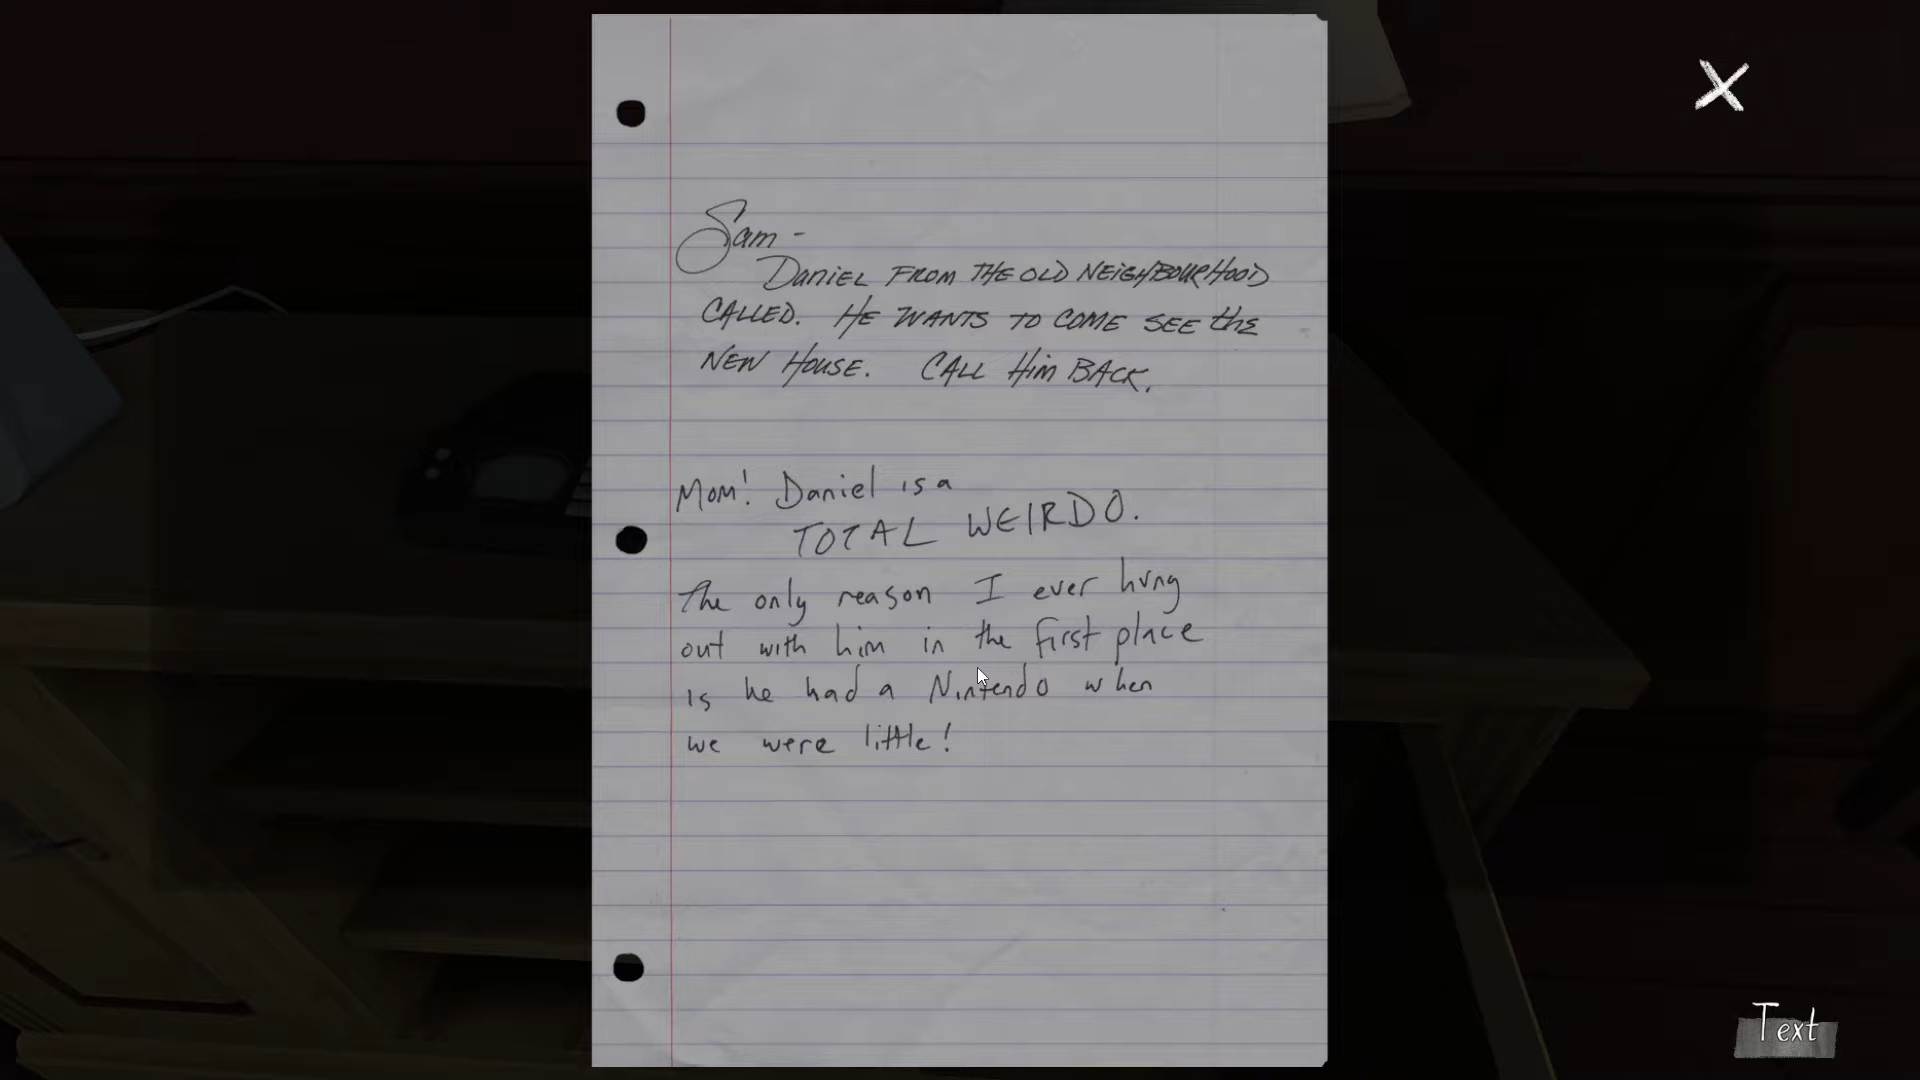 Sam -
Daniel FROM THE OLD NEIGHBOURHOOD
CALLED. HE WANTS TO COME SEE the
NEW HOUSE. CALL Him BACK.
Mom! Daniel is a
TOTAL WEIRDO.
The only reason I ever hung
out with him in the first place
is he had a Nintendo when
we were little!
Text